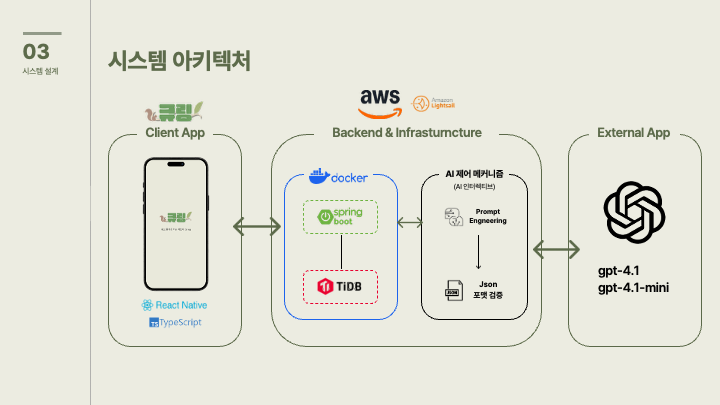 03
시스템 설계
시스템 아키텍처
큐링
Client App
큐링
React Native
TypeScript
aws
Amazon
Lightsail
Backend & Infrasturncture
docker
spring
boot
TiDB
AI 제어 메커니즘
(AI 인터렉티브)
Prompt
Engneering
JSON
Json
포맷 검증
External App
gpt-4.1
gpt-4.1-mini